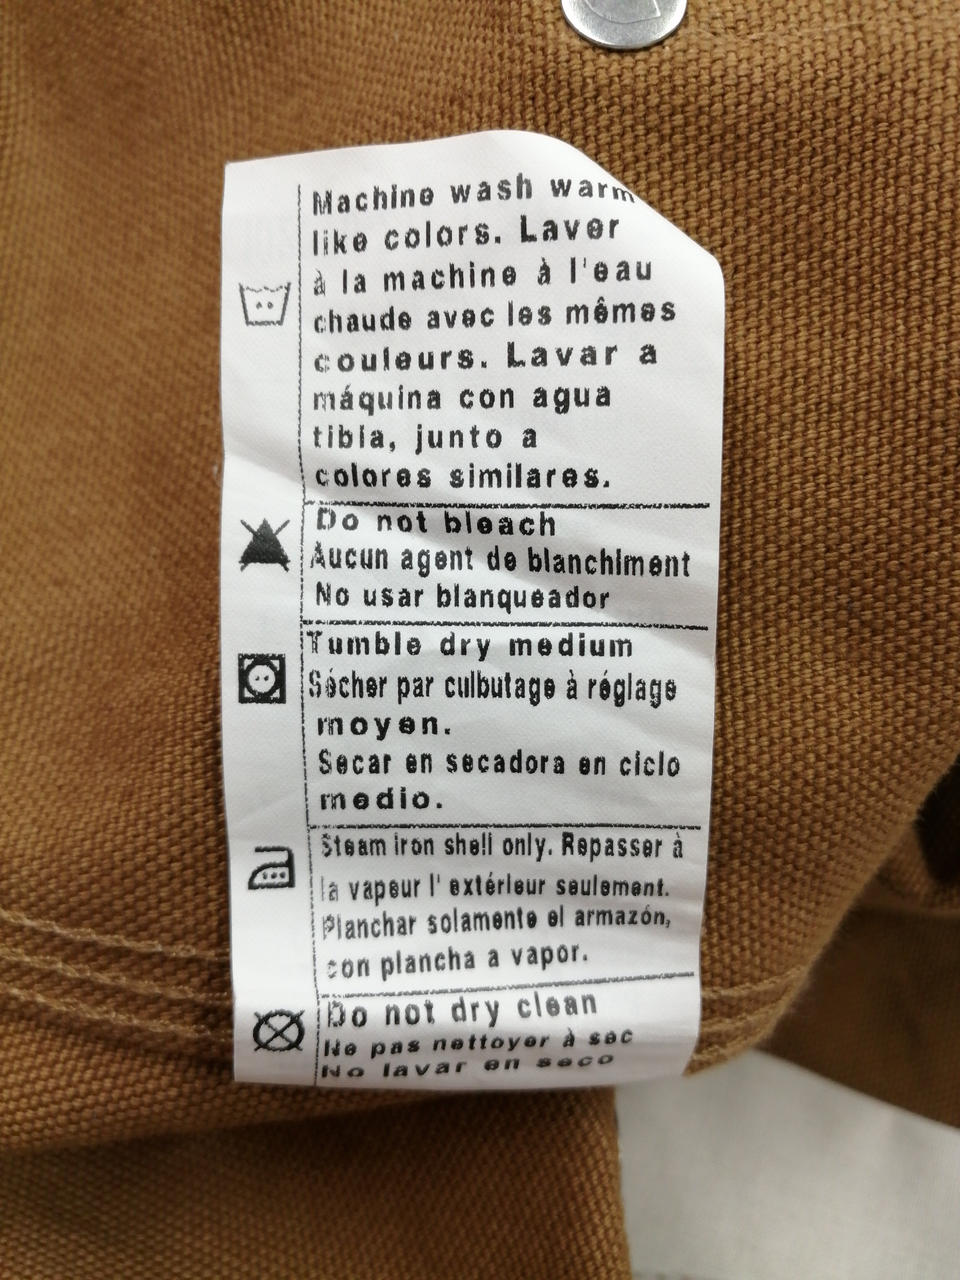 Machine wash warm
like colors. Laver
à la machine à l'eau
chaude avec les mêmes
couleurs. Lavar a
máquina con agua
tibia, junto a
colores similares.
Do not bleach
Aucun agent de blanchiment
No usar blanqueador
Tumble dry medium
Sécher par culbutage à réglage
moyen.
Secar en secadora en ciclo
medio.
Steam iron shell only. Repasser à
la vapeur l' extérieur seulement.
Planchar solamente el armazón,
con plancha a vapor.
Do not dry clean
Ne pas nettoyer à sec
No lavar en seco